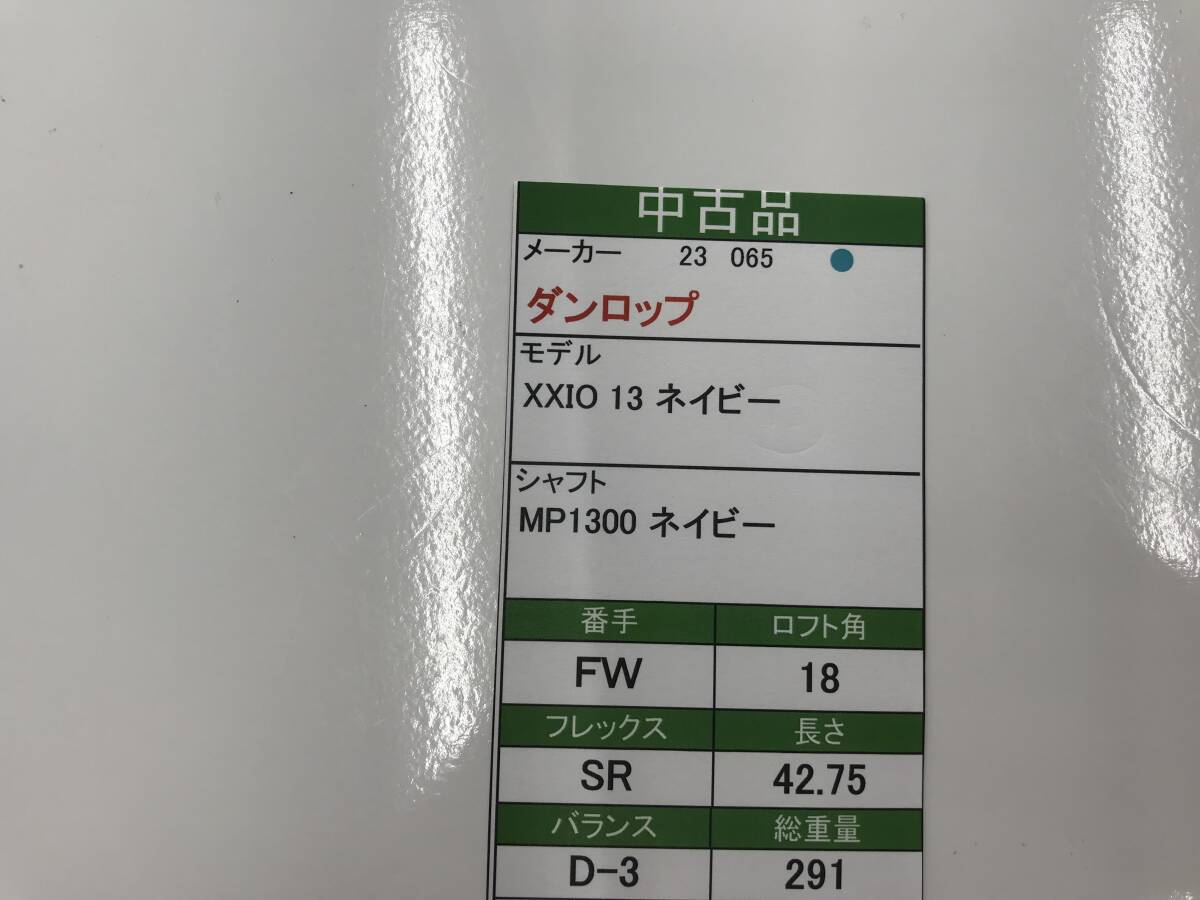 中古品
メーカー 23 065
ダンロップ
モデル
XXIO 13 ネイビー
シャフト
MP1300 ネイビー
番手 ロフト角
FW 18
フレックス 長さ
SR 42.75
バランス 総重量
D-3 291